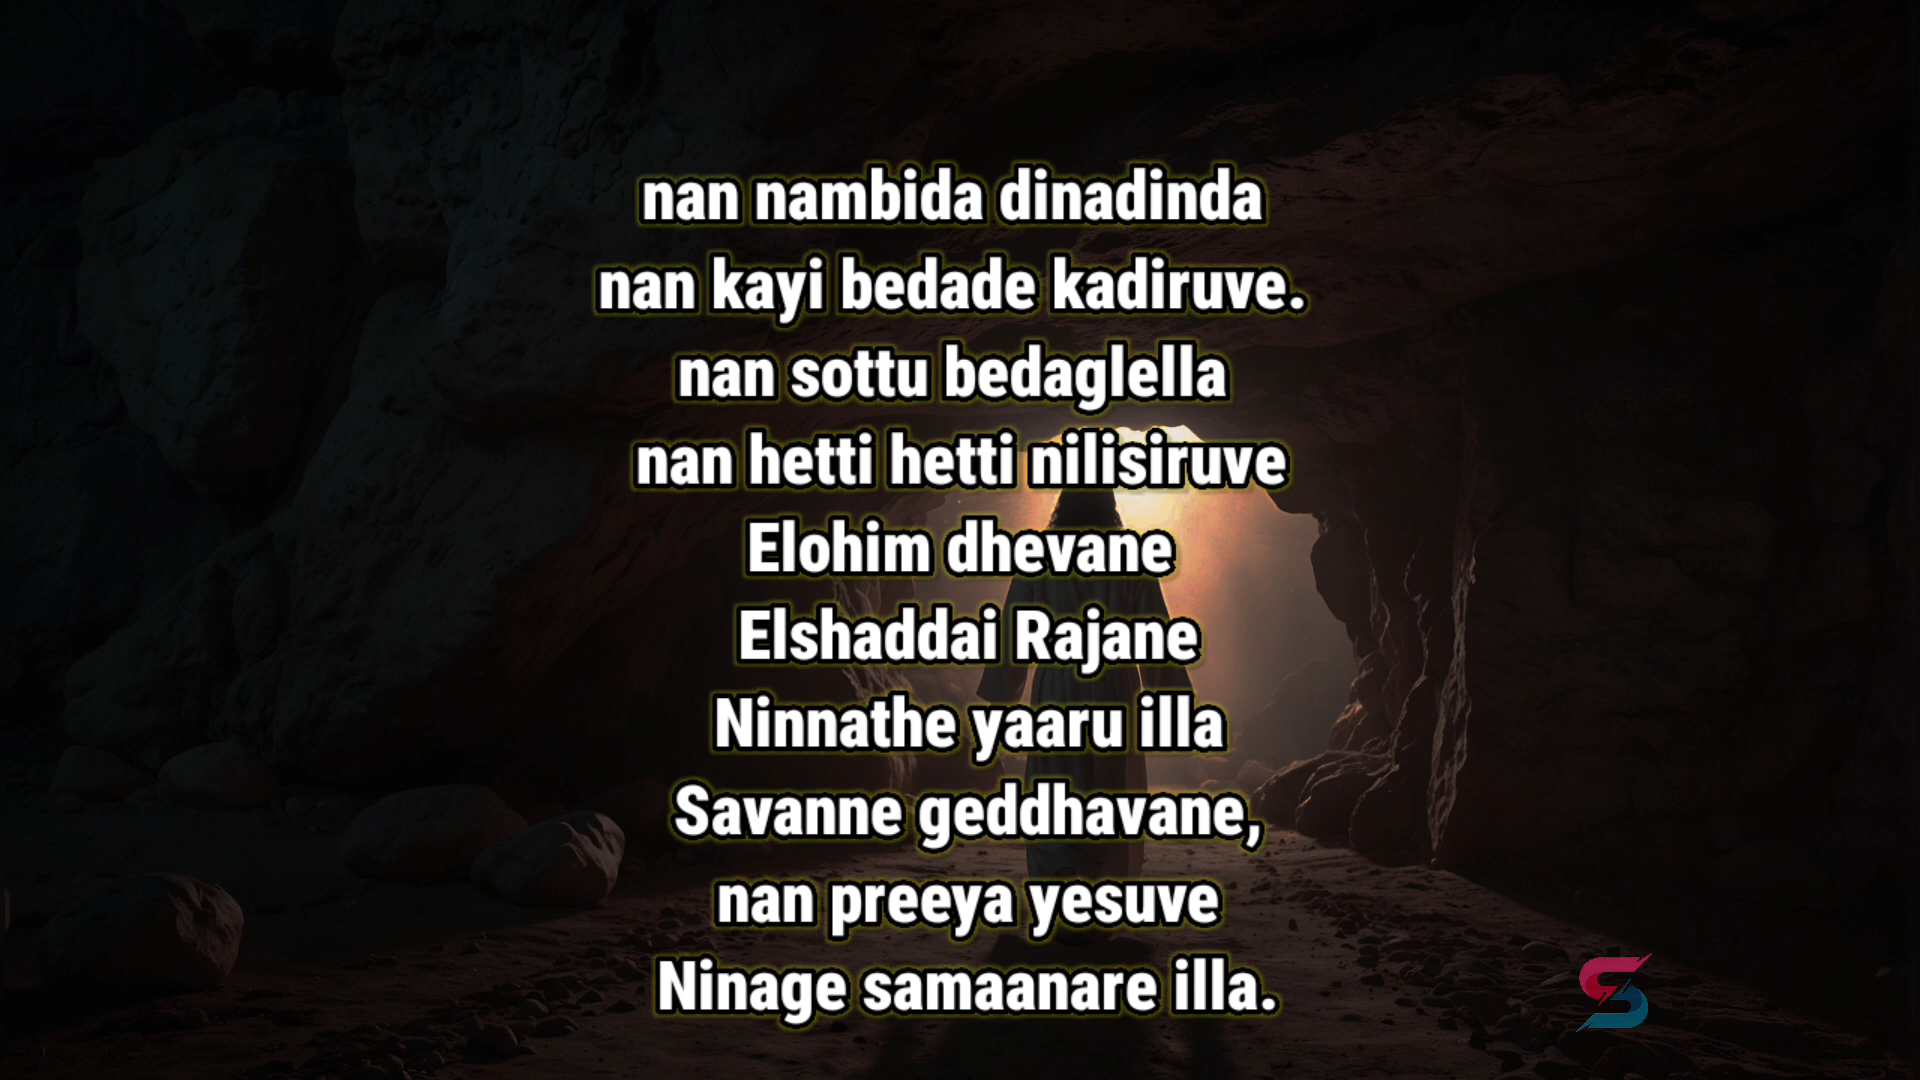 nan nambida dinadinda
nan kayi bedade kadiruve.
nan sottu bedaglella
nan hetti hetti nilisiruve
Elohim dhevane
Elshaddai Rajane
Ninnathe yaaru illa
Savanne geddhavane,
nan preeya yesuve
Ninage samaanare illa.